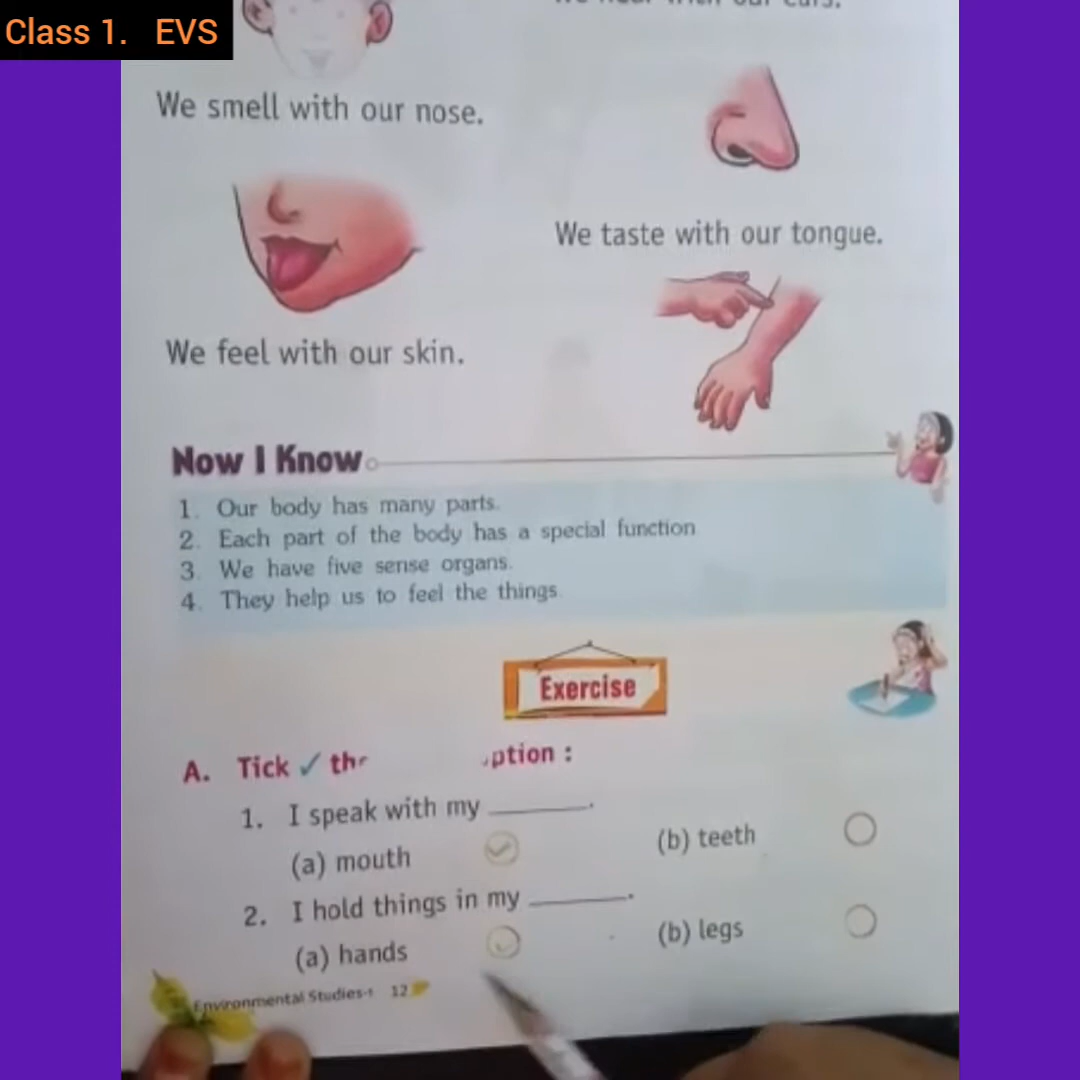 Class 1. EVS
We smell with our nose.
We taste with our tongue.
We feel with our skin.
Now I Know
1. Our body has many parts.
2. Each part of the body has a special function
3. We have five sense organs.
4. They help us to feel the things.
Exercise
A. Tick ✓ :
1. I speak with my ________.
(a) mouth (b) teeth
2. I hold things in my ________.
(a) hands (b) legs
Environmental Studies-1 12